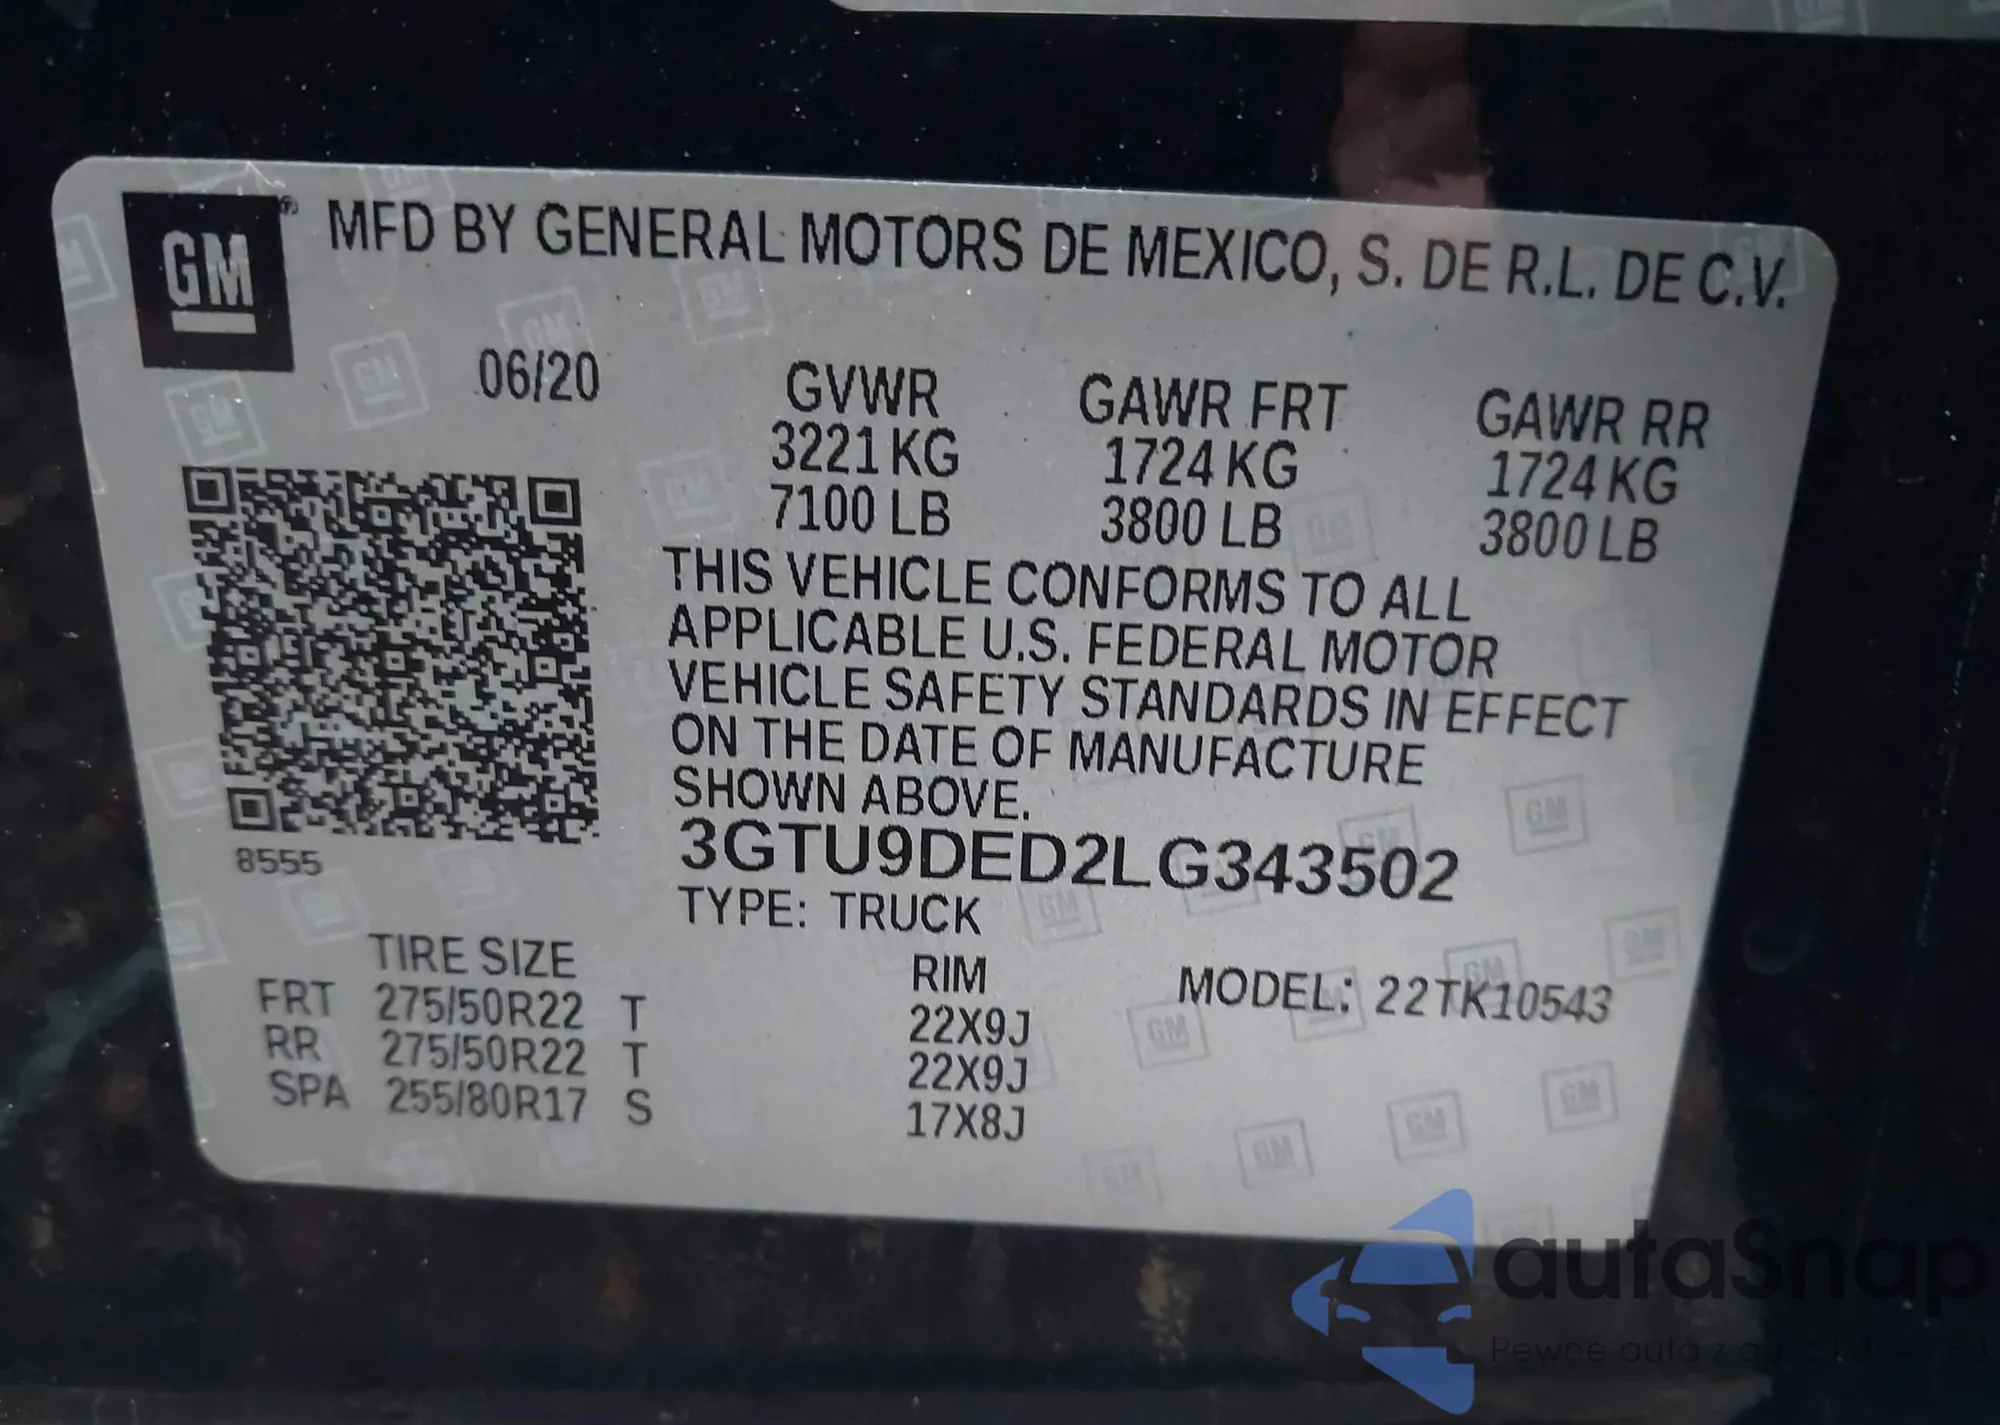 GM
MFD BY GENERAL MOTORS DE MEXICO, S. DE R.L. DE C.V.
06/20
GVWR GAWR FRT GAWR RR
3221 KG 1724 KG 1724 KG
7100 LB 3800 LB 3800 LB
THIS VEHICLE CONFORMS TO ALL
APPLICABLE U.S. FEDERAL MOTOR
VEHICLE SAFETY STANDARDS IN EFFECT
ON THE DATE OF MANUFACTURE
SHOWN ABOVE.
8555
3GTU9DED2LG343502
TYPE: TRUCK
TIRE SIZE RIM MODEL: 22TK10543
FRT 275/50R22 T 22X9J
RR 275/50R22 T 22X9J
SPA 255/80R17 S 17X8J
autaSnap
Pewne auta z